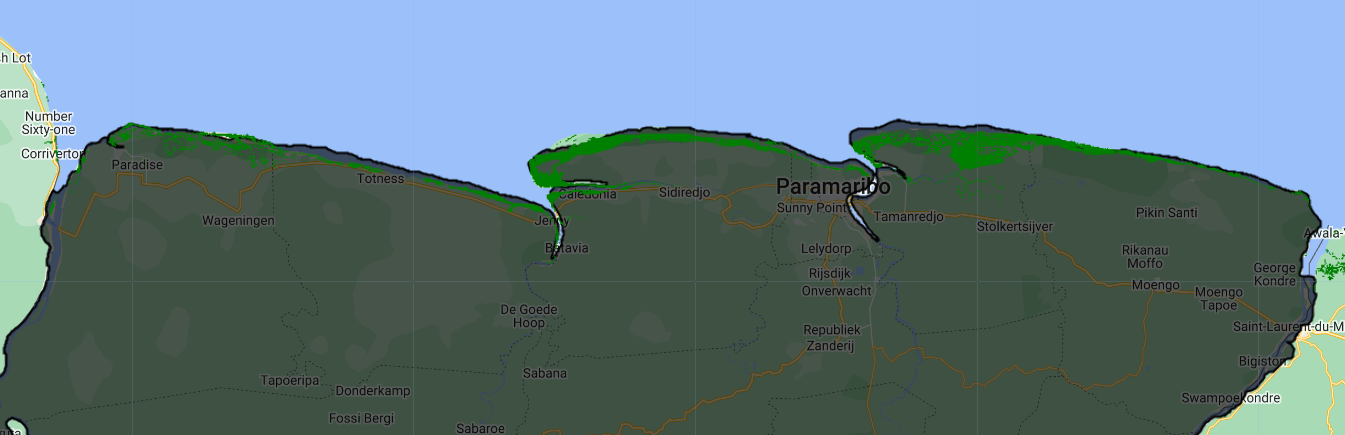 sh Lot
anna
Number
Sixty-one
Corriverton
Paradise
Totness
Wageningen
Caledonia
Sidiredjo
Paramaribo
Sunny Point
Jenny
Batavia
Tamanredjo
Stolkertsijver
Pikin Santi
Awala-Y
Lelydorp
Rijsdijk
Onverwacht
Rikanau
Moffo
George
Kondre
Moengo
Moengo
Tapoe
De Goede
Hoop
Republiek
Zanderij
Saint-Laurent-du-M
Bigiston
Sabana
Tapoeripa
Donderkamp
Swampoekondre
Fossi Bergi
Sabaroe